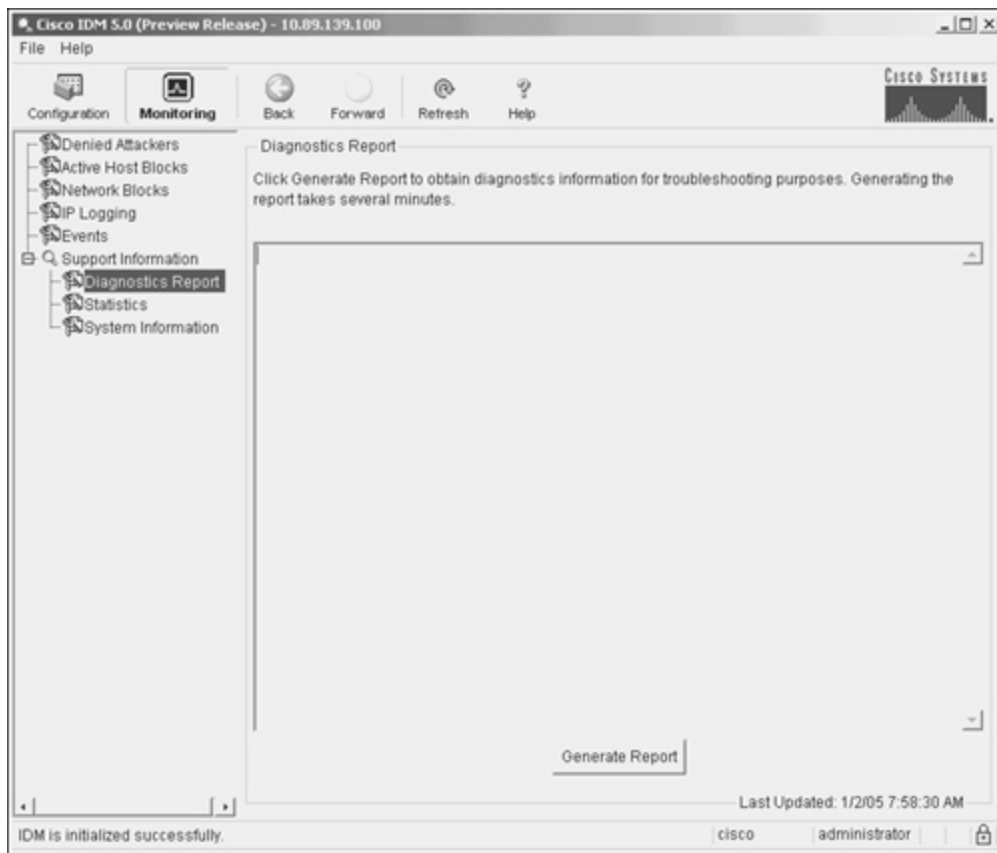 Cisco IDM 5.0 (Preview Release) - 10.89.139.100
File Help
Configuration Monitoring Back Forward Refresh Help
CISCO SYSTEMS
Denied Attackers
Active Host Blocks
Network Blocks
IP Logging
Events
Support Information
Diagnostics Report
Statistics
System Information
Diagnostics Report
Click Generate Report to obtain diagnostics information for troubleshooting purposes. Generating the
report takes several minutes.
Generate Report
Last Updated: 1/2/05 7:58:30 AM
IDM is initialized successfully. cisco administrator